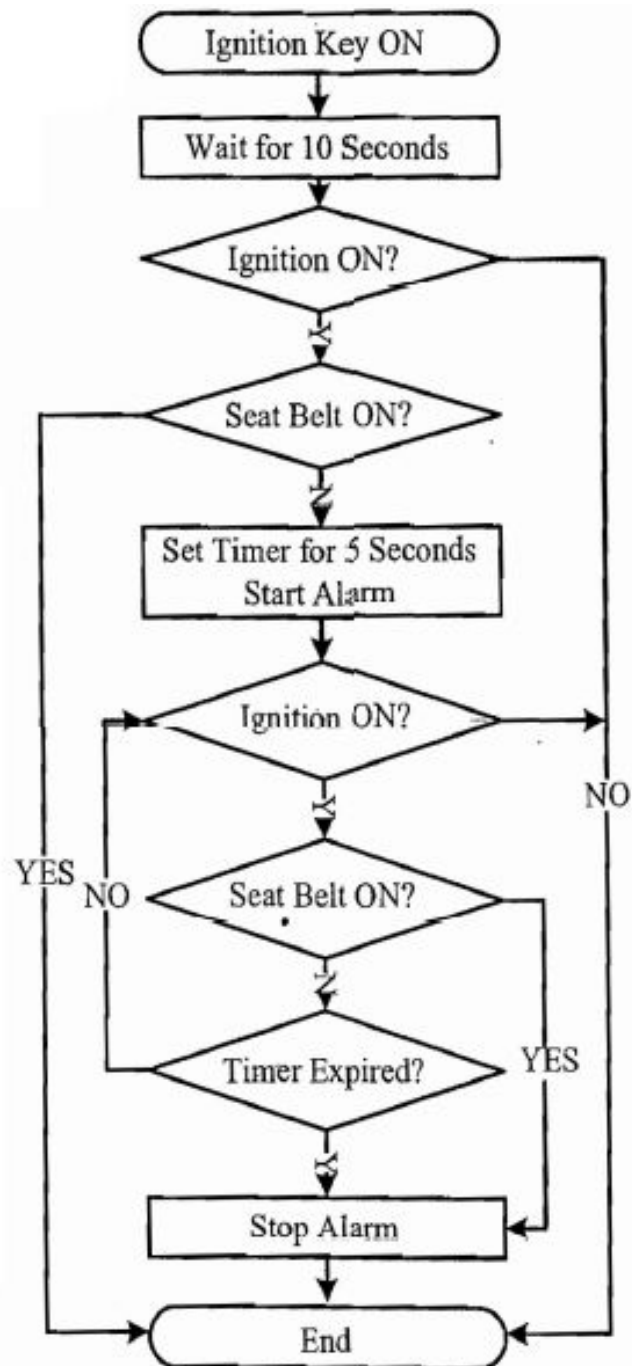 Ignition Key ON
Wait for 10 Seconds
Ignition ON?
Y
Seat Belt ON?
N
Set Timer for 5 Seconds
Start Alarm
Ignition ON?
Y
NO
YES
NO
Seat Belt ON?
N
Timer Expired?
YES
Y
Stop Alarm
End